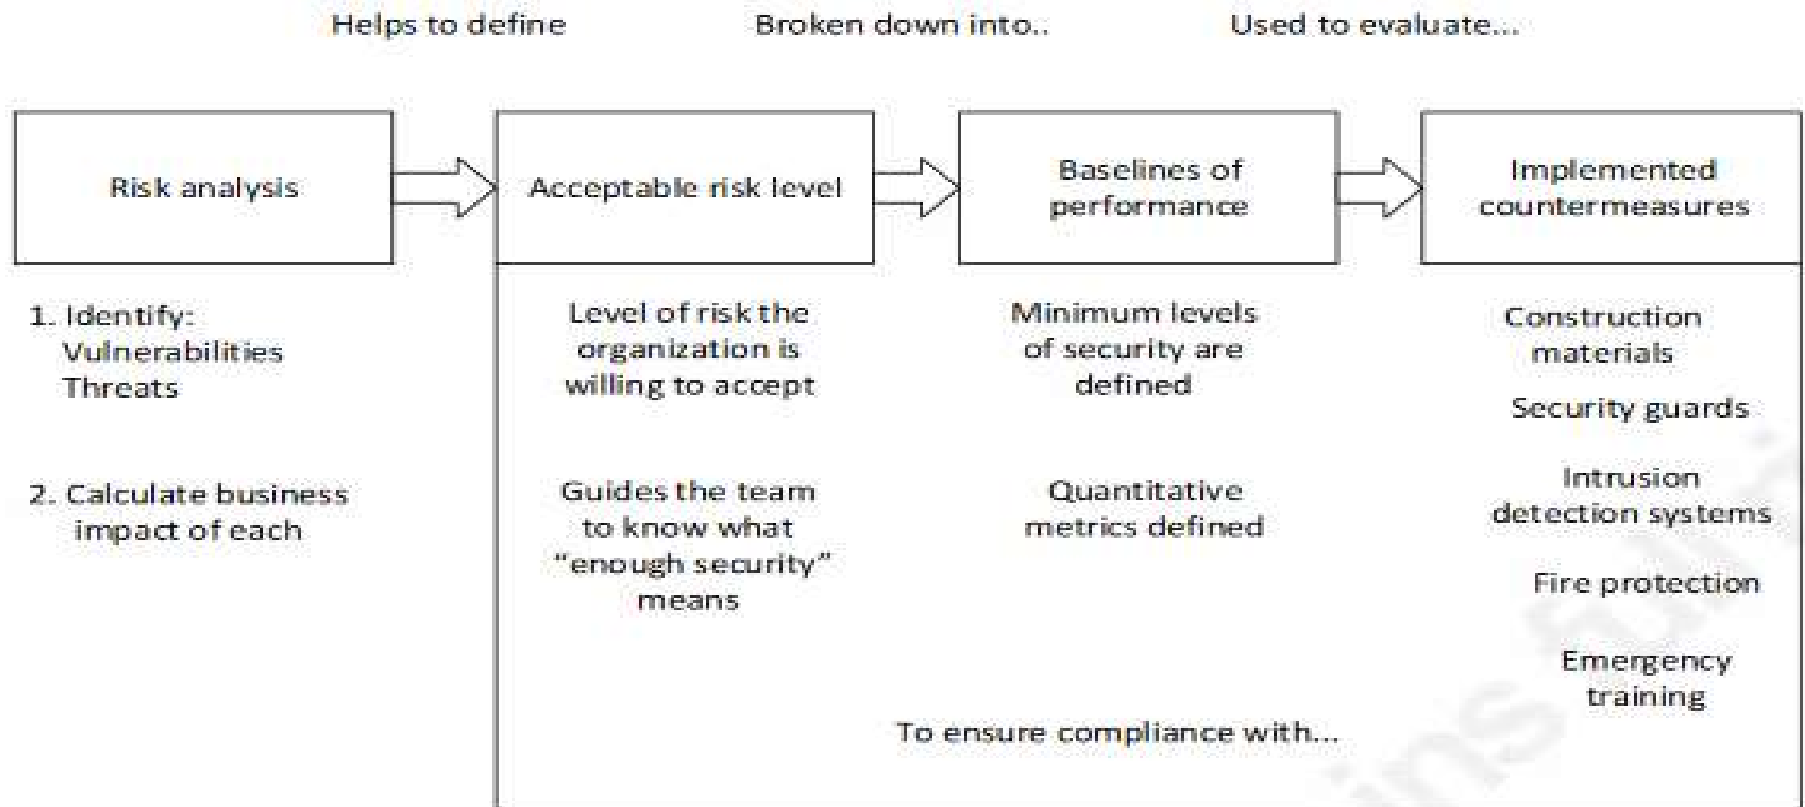 Helps to define
Broken down into..
Used to evaluate...
Risk analysis
Acceptable risk level
Baselines of
performance
Implemented
countermeasures
1. Identify:
Vulnerabilities
Threats
2. Calculate business
impact of each
Level of risk the
organization is
willing to accept
Guides the team
to know what
“enough security”
means
Minimum levels
of security are
defined
Quantitative
metrics defined
Construction
materials
Security guards
Intrusion
detection systems
Fire protection
Emergency
training
To ensure compliance with...